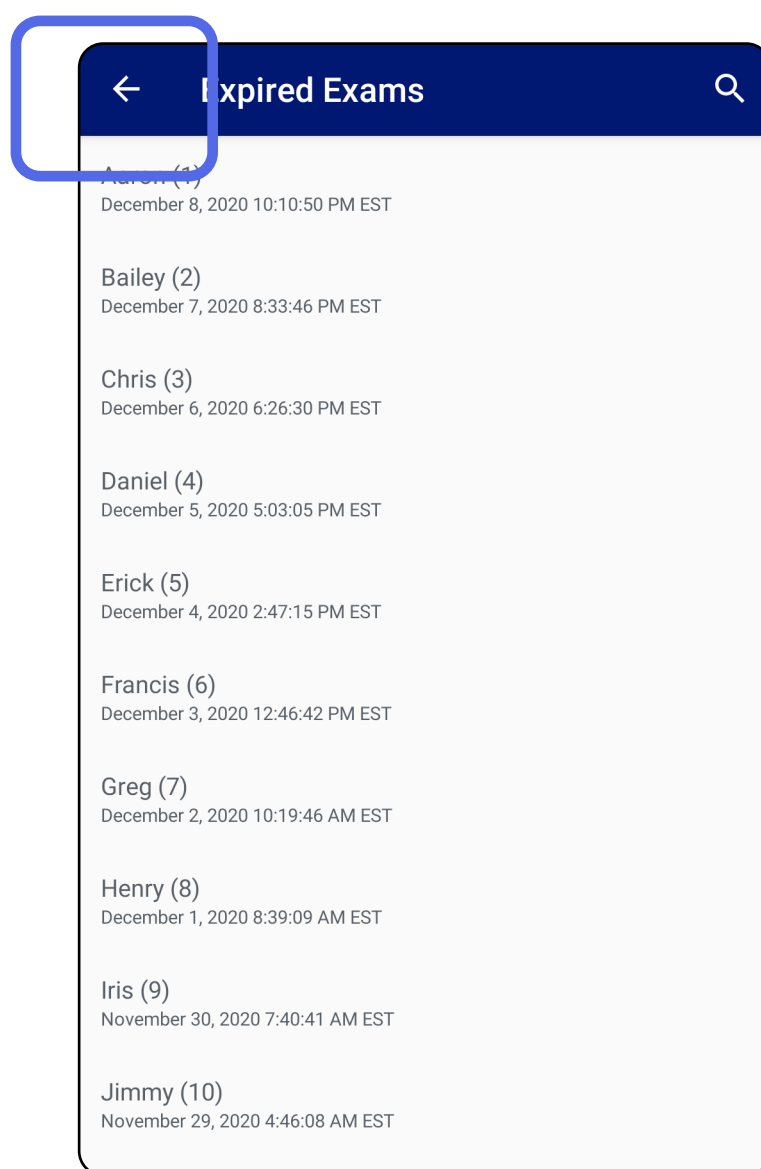 Expired Exams
Aaron (1)
December 8, 2020 10:10:50 PM EST
Bailey (2)
December 7, 2020 8:33:46 PM EST
Chris (3)
December 6, 2020 6:26:30 PM EST
Daniel (4)
December 5, 2020 5:03:05 PM EST
Erick (5)
December 4, 2020 2:47:15 PM EST
Francis (6)
December 3, 2020 12:46:42 PM EST
Greg (7)
December 2, 2020 10:19:46 AM EST
Henry (8)
December 1, 2020 8:39:09 AM EST
Iris (9)
November 30, 2020 7:40:41 AM EST
Jimmy (10)
November 29, 2020 4:46:08 AM EST